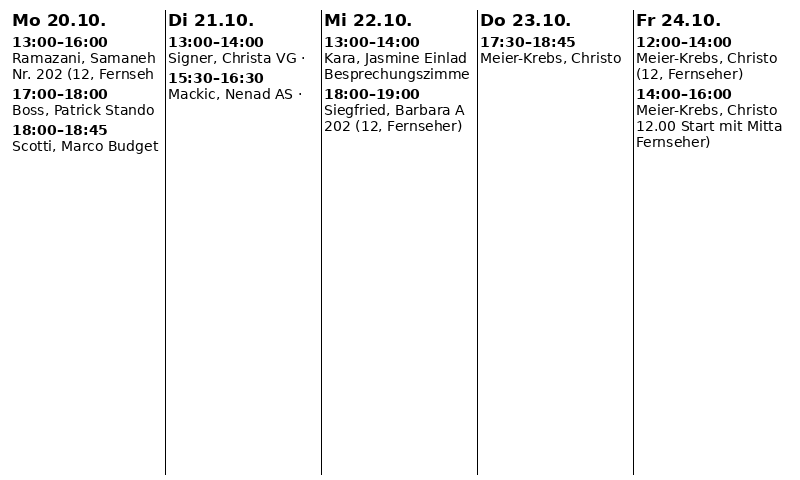 Mo 20.10.
13:00–16:00
Ramazani, Samaneh
Nr. 202 (12, Fernseh
17:00–18:00
Boss, Patrick Stando
18:00–18:45
Scotti, Marco Budget
Di 21.10.
13:00–14:00
Signer, Christa VG ·
15:30–16:30
Mackic, Nenad AS ·
Mi 22.10.
13:00–14:00
Kara, Jasmine Einlad
Besprechungszimme
18:00–19:00
Siegfried, Barbara A
202 (12, Fernseher)
Do 23.10.
17:30–18:45
Meier-Krebs, Christo
Fr 24.10.
12:00–14:00
Meier-Krebs, Christo
(12, Fernseher)
14:00–16:00
Meier-Krebs, Christo
12.00 Start mit Mitta
Fernseher)